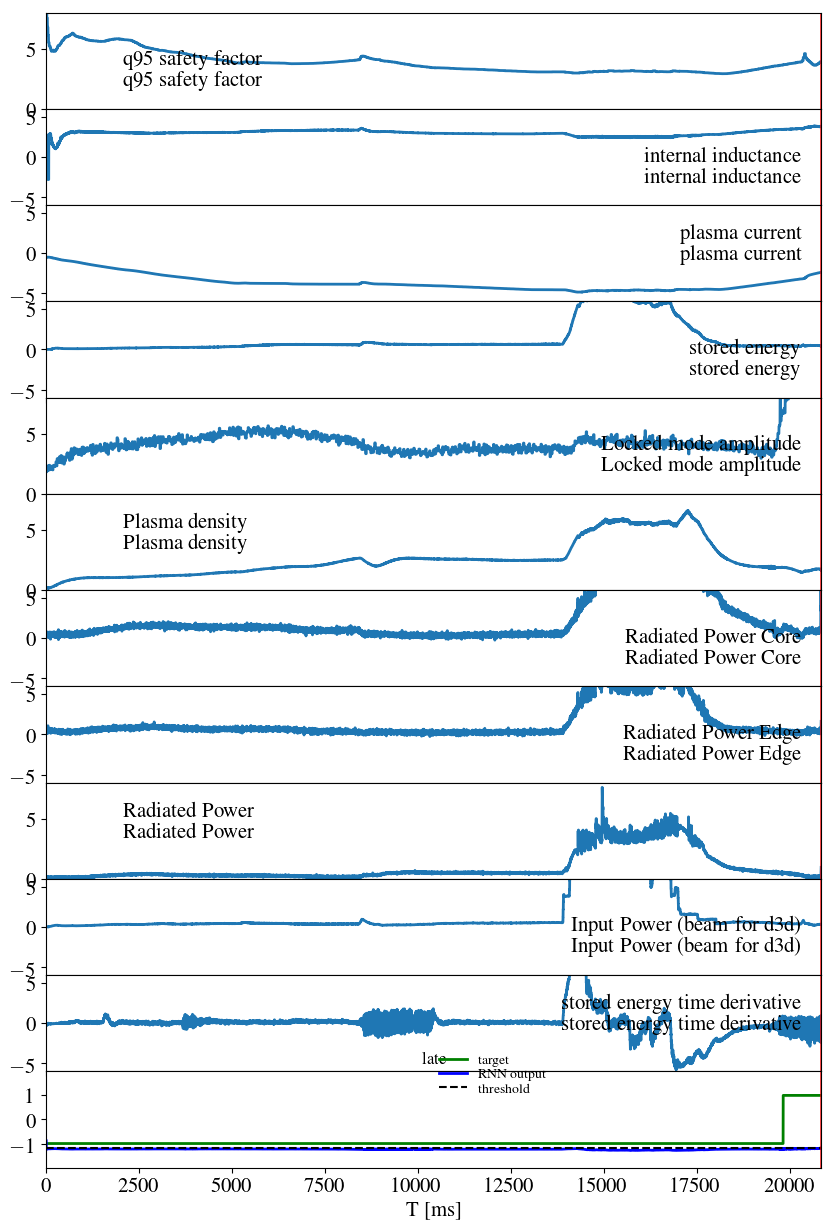 5
q95 safety factor
q95 safety factor
0
5
0
internal inductance
internal inductance
−5
5
plasma current
plasma current
0
−5
5
0
stored energy
stored energy
−5
5
Locked mode amplitude
Locked mode amplitude
0
Plasma density
5
Plasma density
0
5
0
Radiated Power Core
Radiated Power Core
−5
5
0
Radiated Power Edge
Radiated Power Edge
−5
Radiated Power
5
Radiated Power
0
5
0
Input Power (beam for d3d)
Input Power (beam for d3d)
−5
5
stored energy time derivative
0
stored energy time derivative
−5
late
target
RNN output
threshold
1
0
−1
0 2500 5000 7500 10000 12500 15000 17500 20000
T [ms]